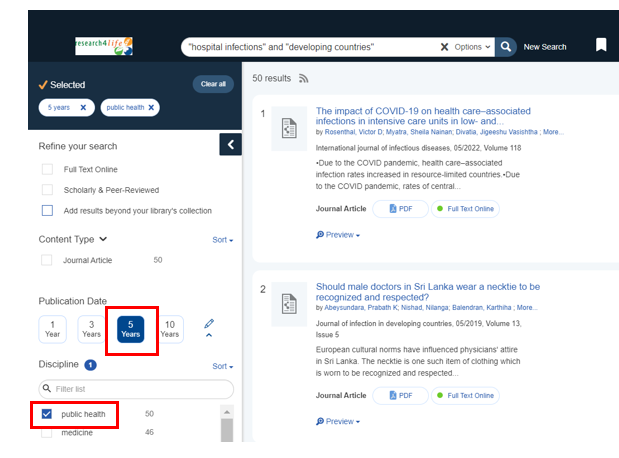 research4life
"hospital infections" and "developing countries"
Options
New Search
Selected
Clear all
5 years
public health
50 results
Refine your search
Full Text Online
Scholarly & Peer-Reviewed
Add results beyond your library's collection
Content Type
Sort
Journal Article
50
Publication Date
1
Year
3
Years
5
Years
10
Years
Discipline
1
Sort
Filter list
public health
50
medicine
46
1
The impact of COVID-19 on health care–associated
infections in intensive care units in low- and...
by Rosenthal, Victor D; Myatra, Sheila Nainan; Divatia, Jigeeshu Vasishtha ; More...
International journal of infectious diseases, 05/2022, Volume 118
•Due to the COVID pandemic, health care–associated
infection rates increased in resource-limited countries.•Due
to the COVID pandemic, rates of central...
Journal Article
PDF
Full Text Online
Preview
2
Should male doctors in Sri Lanka wear a necktie to be
recognized and respected?
by Abeysundara, Prabath K; Nishad, Nilanga; Balendran, Karthiha ; More...
Journal of infection in developing countries, 05/2019, Volume 13,
Issue 5
European cultural norms have influenced physicians' attire
in Sri Lanka. The necktie is one such item of clothing which
is worn to be recognized and respected...
Journal Article
PDF
Full Text Online
Preview